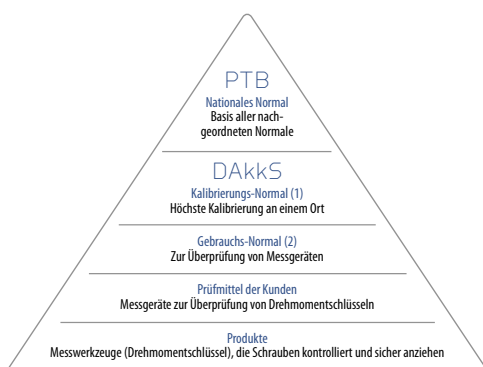 PTB
Nationales Normal
Basis aller nach-
geordneten Normale
DAkkS
Kalibrierungs-Normal (1)
Höchste Kalibrierung an einem Ort
Gebrauchs-Normal (2)
Zur Überprüfung von Messgeräten
Prüfmittel der Kunden
Messgeräte zur Überprüfung von Drehmomentschlüsseln
Produkte
Messwerkzeuge (Drehmomentschlüssel), die Schrauben kontrolliert und sicher anziehen